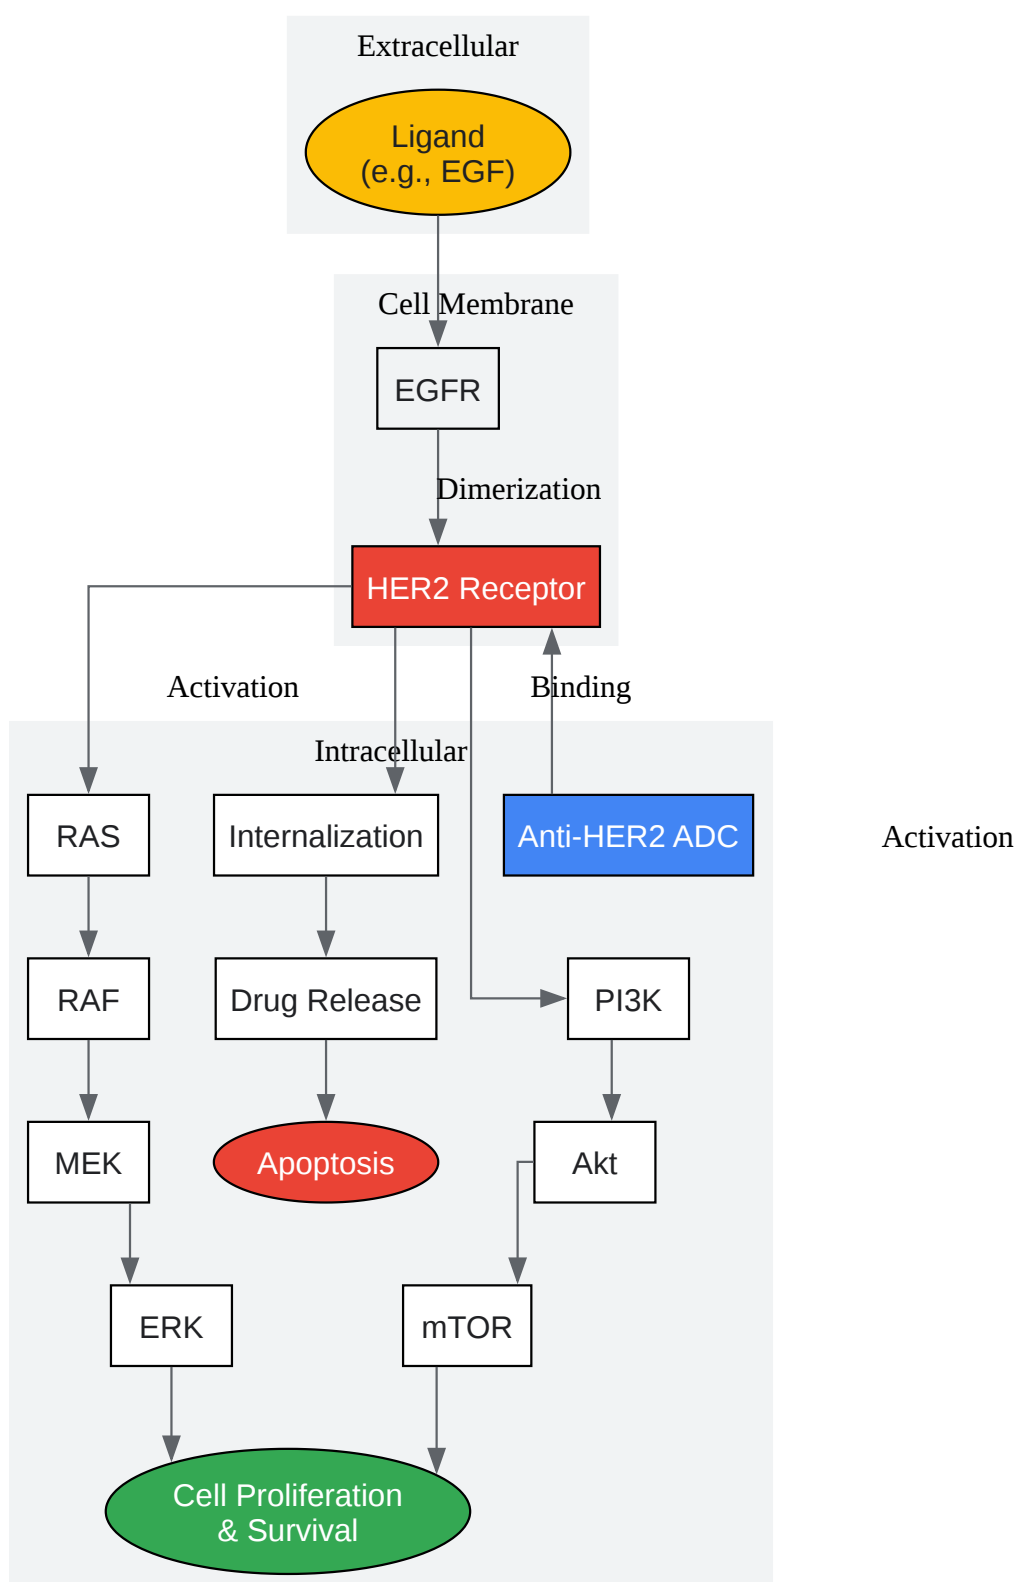 Extracellular
Ligand
(e.g., EGF)
Cell Membrane
EGFR
Dimerization
HER2 Receptor
Activation
Binding
Intracellular
RAS
Internalization
Anti-HER2 ADC
Activation
RAF
Drug Release
PI3K
MEK
Apoptosis
Akt
ERK
mTOR
Cell Proliferation
& Survival